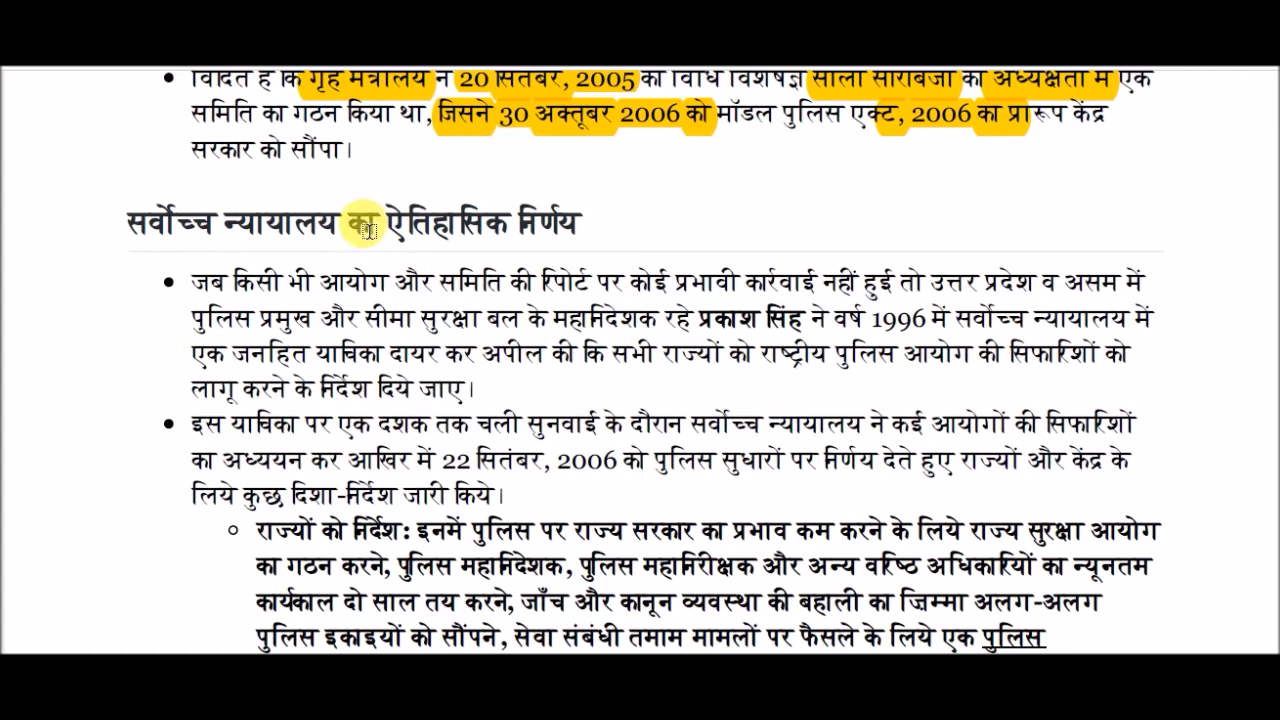 विदित है कि गृह मंत्रालय ने 20 सितंबर, 2005 को विधि विशेषज्ञ सोली सोराबजी की अध्यक्षता में एक
समिति का गठन किया था, जिसने 30 अक्तूबर 2006 को मॉडल पुलिस एक्ट, 2006 का प्रारूप केंद्र
सरकार को सौंपा।
सर्वोच्च न्यायालय का ऐतिहासिक निर्णय
जब किसी भी आयोग और समिति की रिपोर्ट पर कोई प्रभावी कार्रवाई नहीं हुई तो उत्तर प्रदेश व असम में
पुलिस प्रमुख और सीमा सुरक्षा बल के महानिदेशक रहे प्रकाश सिंह ने वर्ष 1996 में सर्वोच्च न्यायालय में
एक जनहित याचिका दायर कर अपील की कि सभी राज्यों को राष्ट्रीय पुलिस आयोग की सिफारिशों को
लागू करने के निर्देश दिये जाए।
इस याचिका पर एक दशक तक चली सुनवाई के दौरान सर्वोच्च न्यायालय ने कई आयोगों की सिफारिशों
का अध्ययन कर आखिर में 22 सितंबर, 2006 को पुलिस सुधारों पर निर्णय देते हुए राज्यों और केंद्र के
लिये कुछ दिशा-निर्देश जारी किये।
राज्यों को निर्देश: इनमें पुलिस पर राज्य सरकार का प्रभाव कम करने के लिये राज्य सुरक्षा आयोग
का गठन करने, पुलिस महानिदेशक, पुलिस महानिरीक्षक और अन्य वरिष्ठ अधिकारियों का न्यूनतम
कार्यकाल दो साल तय करने, जाँच और कानून व्यवस्था की बहाली का जिम्मा अलग-अलग
पुलिस इकाइयों को सौंपने, सेवा संबंधी तमाम मामलों पर फैसले के लिये एक पुलिस